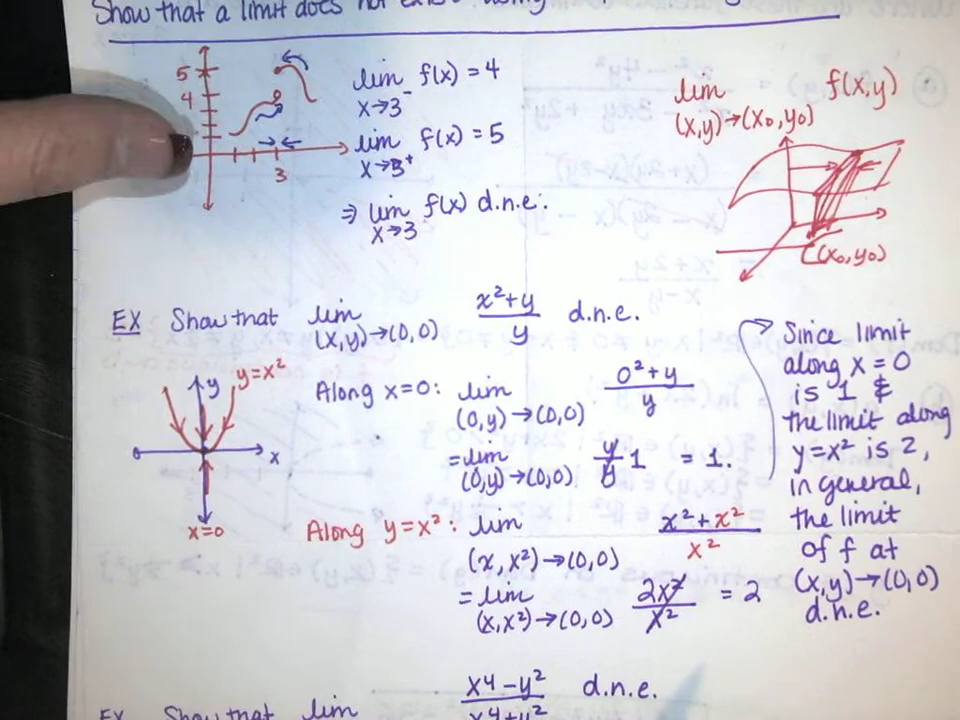 Show that a limit does not exist using
5
4
3
lim f(x) = 4
x→3⁻
lim f(x) = 5
x→3⁺
⇒ lim f(x) d.n.e.
x→3
lim f(x,y)
(x,y)→(x₀,y₀)
(x₀,y₀)
EX Show that lim x²+y / y d.n.e.
(x,y)→(0,0)
y=x²
y
x
x=0
Along x=0: lim 0²+y / y
(0,y)→(0,0)
= lim y/y 1 = 1.
(0,y)→(0,0)
Along y=x²: lim x²+x² / x²
(x,x²)→(0,0)
= lim 2x²/x² = 2
(x,x²)→(0,0)
Since limit
along x = 0
is 1 &
the limit along
y=x² is 2,
in general,
the limit
of f at
(x,y)→(0,0)
d.n.e.
EX Show that lim x⁴-y² / x⁴+y² d.n.e.